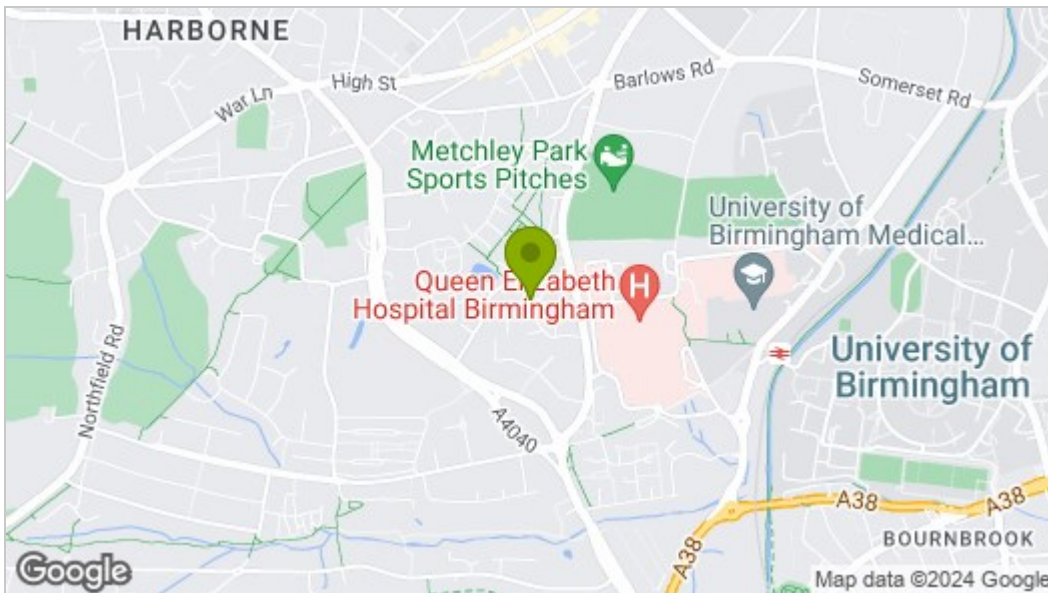 HARBORNE
High St
War Ln
Barlows Rd
Somerset Rd
Metchley Park
Sports Pitches
University of
Birmingham Medical...
Queen Elizabeth
Hospital Birmingham
H
University of
Birmingham
Northfield Rd
A4040
A38
A38
A38
BOURNBROOK
Google
Map data ©2024 Google